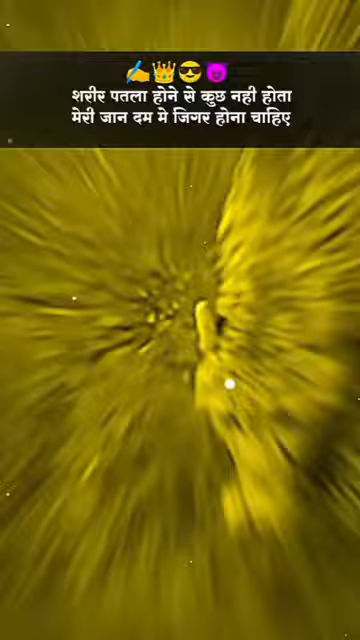 ✍️👑😎😈
शरीर पतला होने से कुछ नही होता
मेरी जान दम मे जिगर होना चाहिए